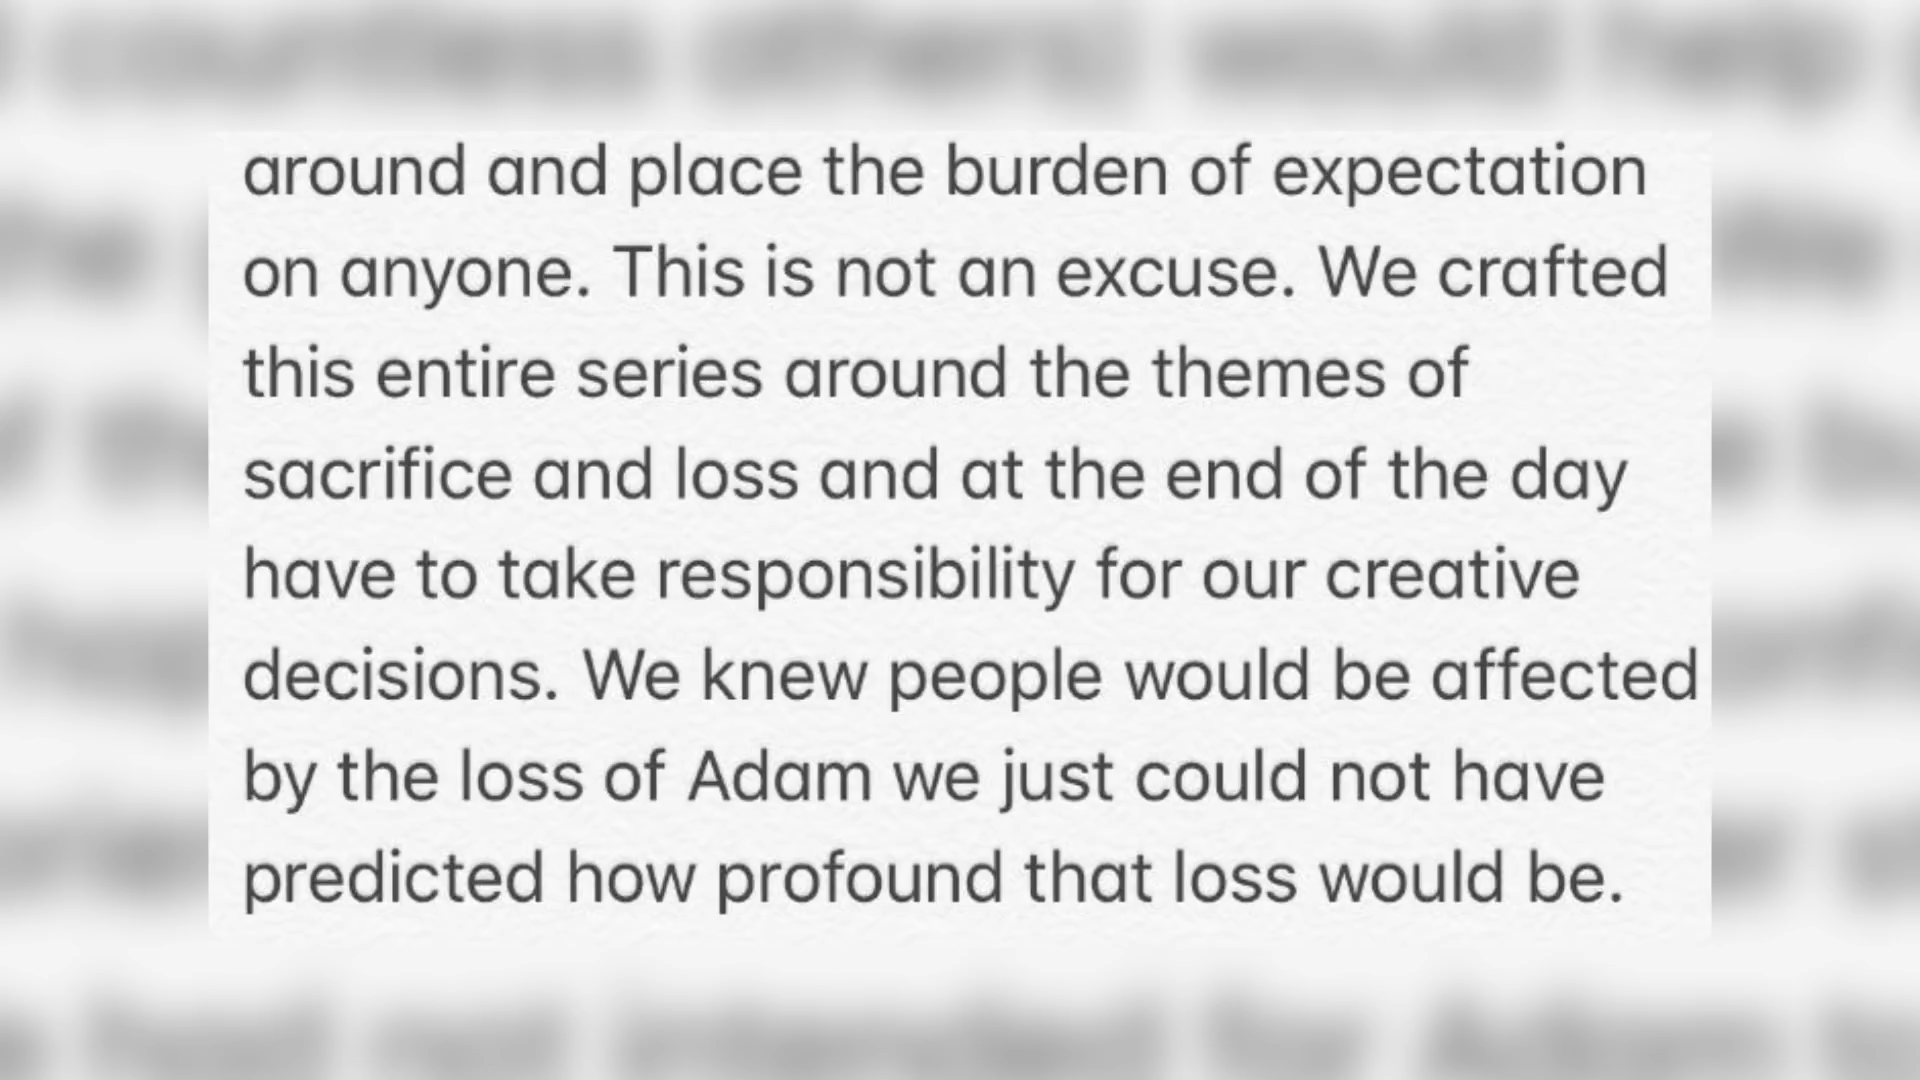 around and place the burden of expectation
on anyone. This is not an excuse. We crafted
this entire series around the themes of
sacrifice and loss and at the end of the day
have to take responsibility for our creative
decisions. We knew people would be affected
by the loss of Adam we just could not have
predicted how profound that loss would be.